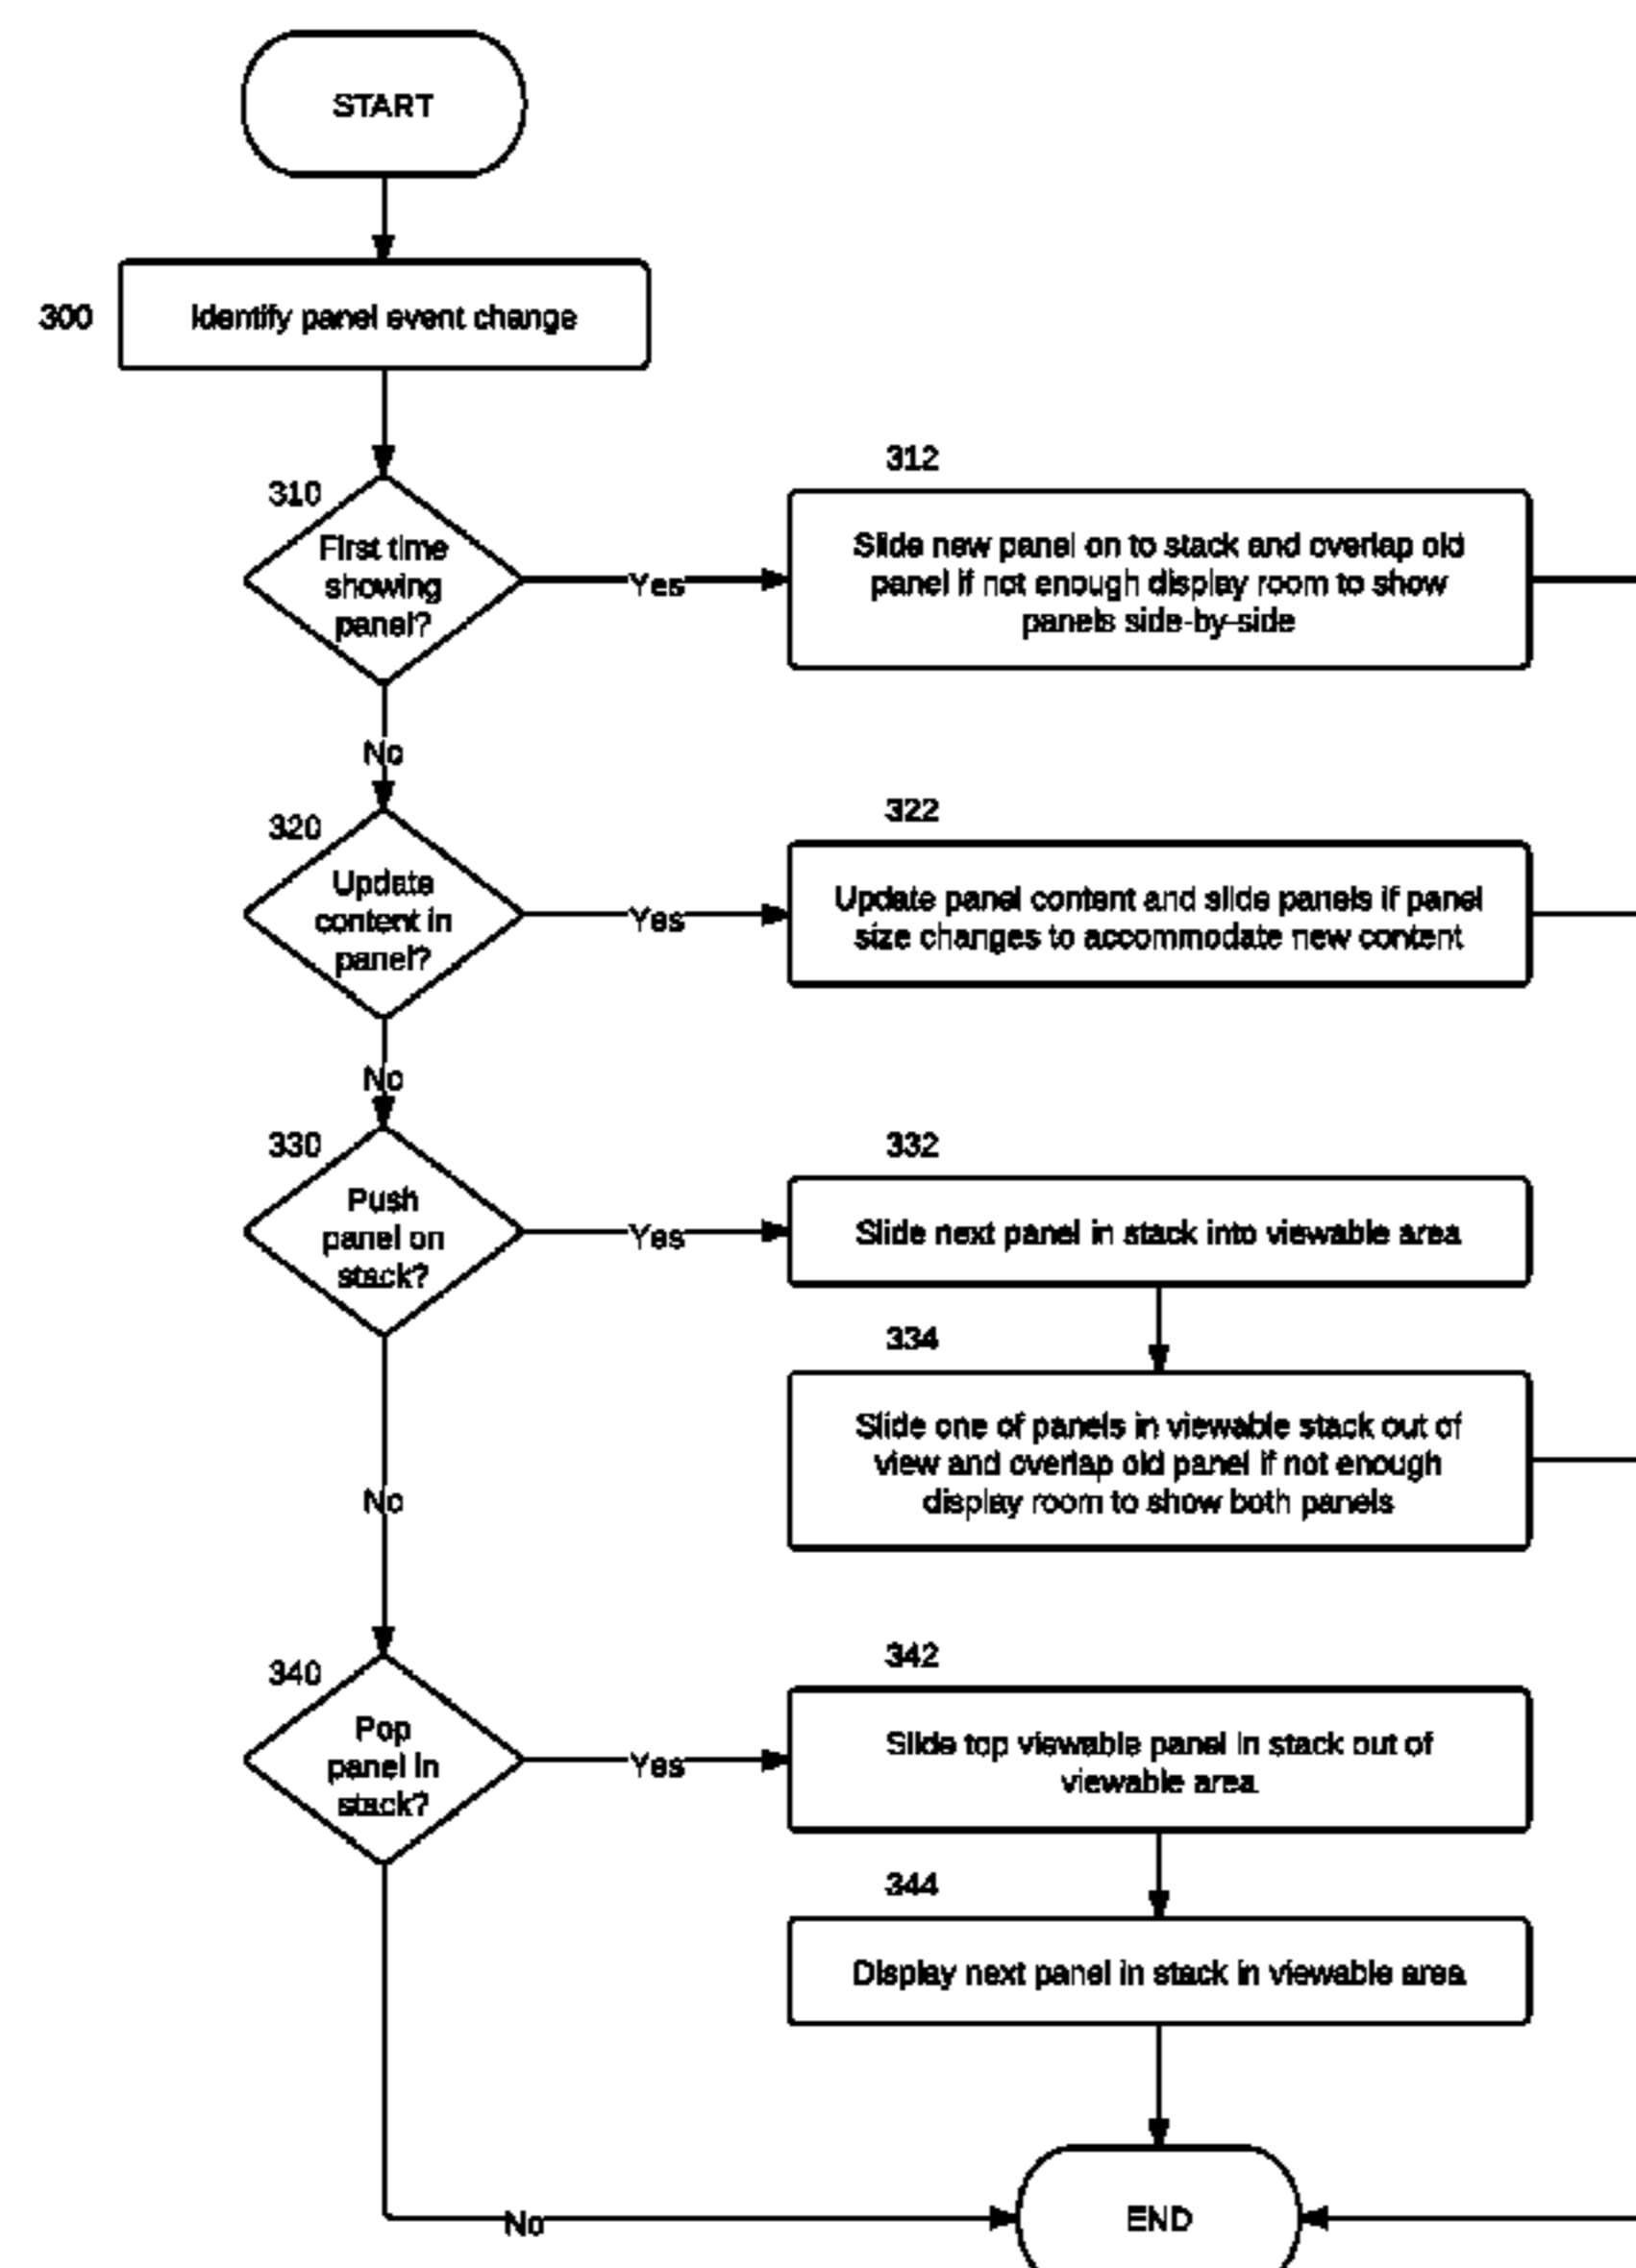 START
300
Identify panel event change
310
First time
showing
panel?
Yes
312
Slide new panel on to stack and overlap old
panel if not enough display room to show
panels side-by-side
No
320
Update
content in
panel?
Yes
322
Update panel content and slide panels if panel
size changes to accommodate new content
No
330
Push
panel on
stack?
Yes
332
Slide next panel in stack into viewable area
334
Slide one of panels in viewable stack out of
view and overlap old panel if not enough
display room to show both panels
No
340
Pop
panel in
stack?
Yes
342
Slide top viewable panel in stack out of
viewable area
344
Display next panel in stack in viewable area
No
END